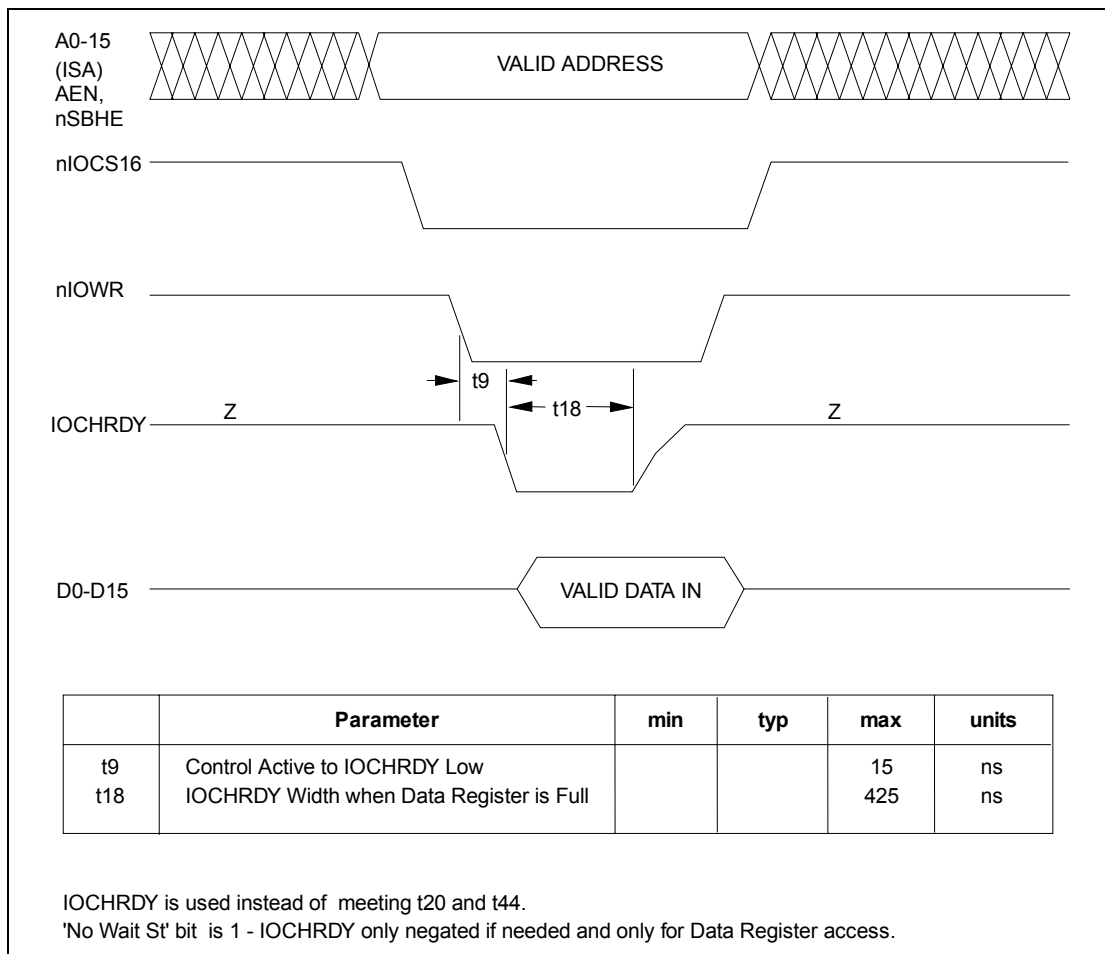 A0-15
(ISA)
AEN,
nSBHE
VALID ADDRESS
nIOCS16
nIOWR
t9
t18
IOCHRDY
Z
Z
D0-D15
VALID DATA IN
Parameter min typ max units
t9 Control Active to IOCHRDY Low 15 ns
t18 IOCHRDY Width when Data Register is Full 425 ns
IOCHRDY is used instead of meeting t20 and t44.
'No Wait St' bit is 1 - IOCHRDY only negated if needed and only for Data Register access.